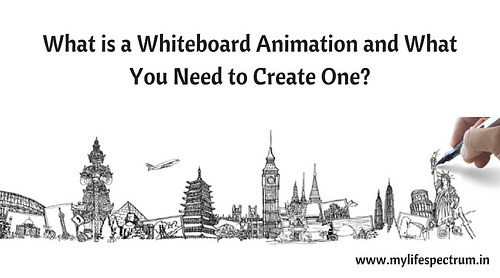 What is a Whiteboard Animation and What
You Need to Create One?
www.mylifespectrum.in